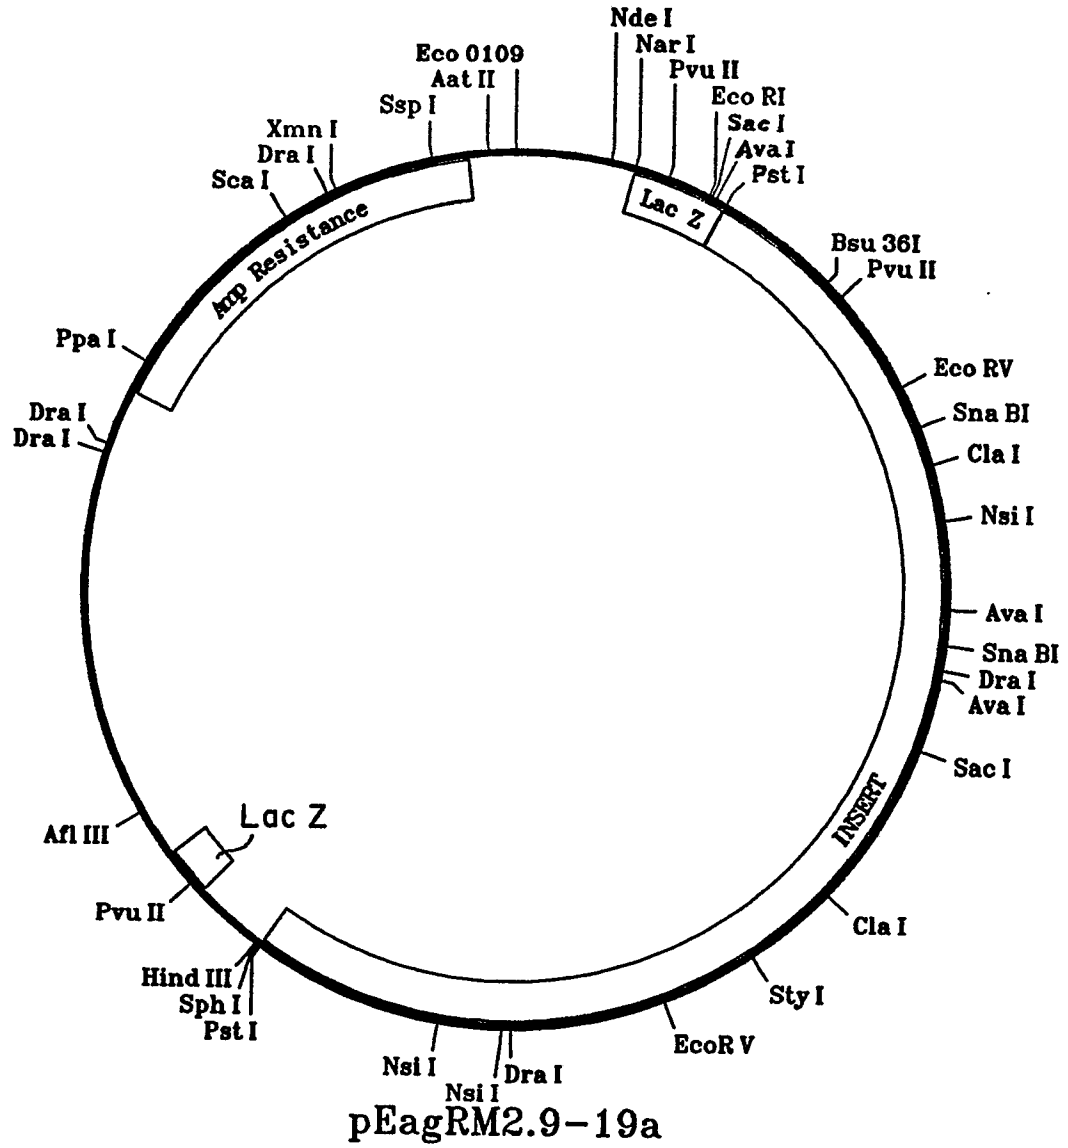 Nde I
Nar I
Pvu II
Eco RI
Sac I
Ava I
Pst I
Eco 0109
Aat II
Ssp I
Xmn I
Dra I
Sca I
Amp Resistance
Lac Z
Bsu 36I
Pvu II
Ppa I
Eco RV
Dra I
Dra I
Sna BI
Cla I
Nsi I
Ava I
Sna BI
Dra I
Ava I
Sac I
INSERT
Lac Z
Afl III
Pvu II
Cla I
Hind III
Sph I
Pst I
Sty I
EcoR V
Nsi I
Nsi I
Dra I
pEagRM2.9-19a